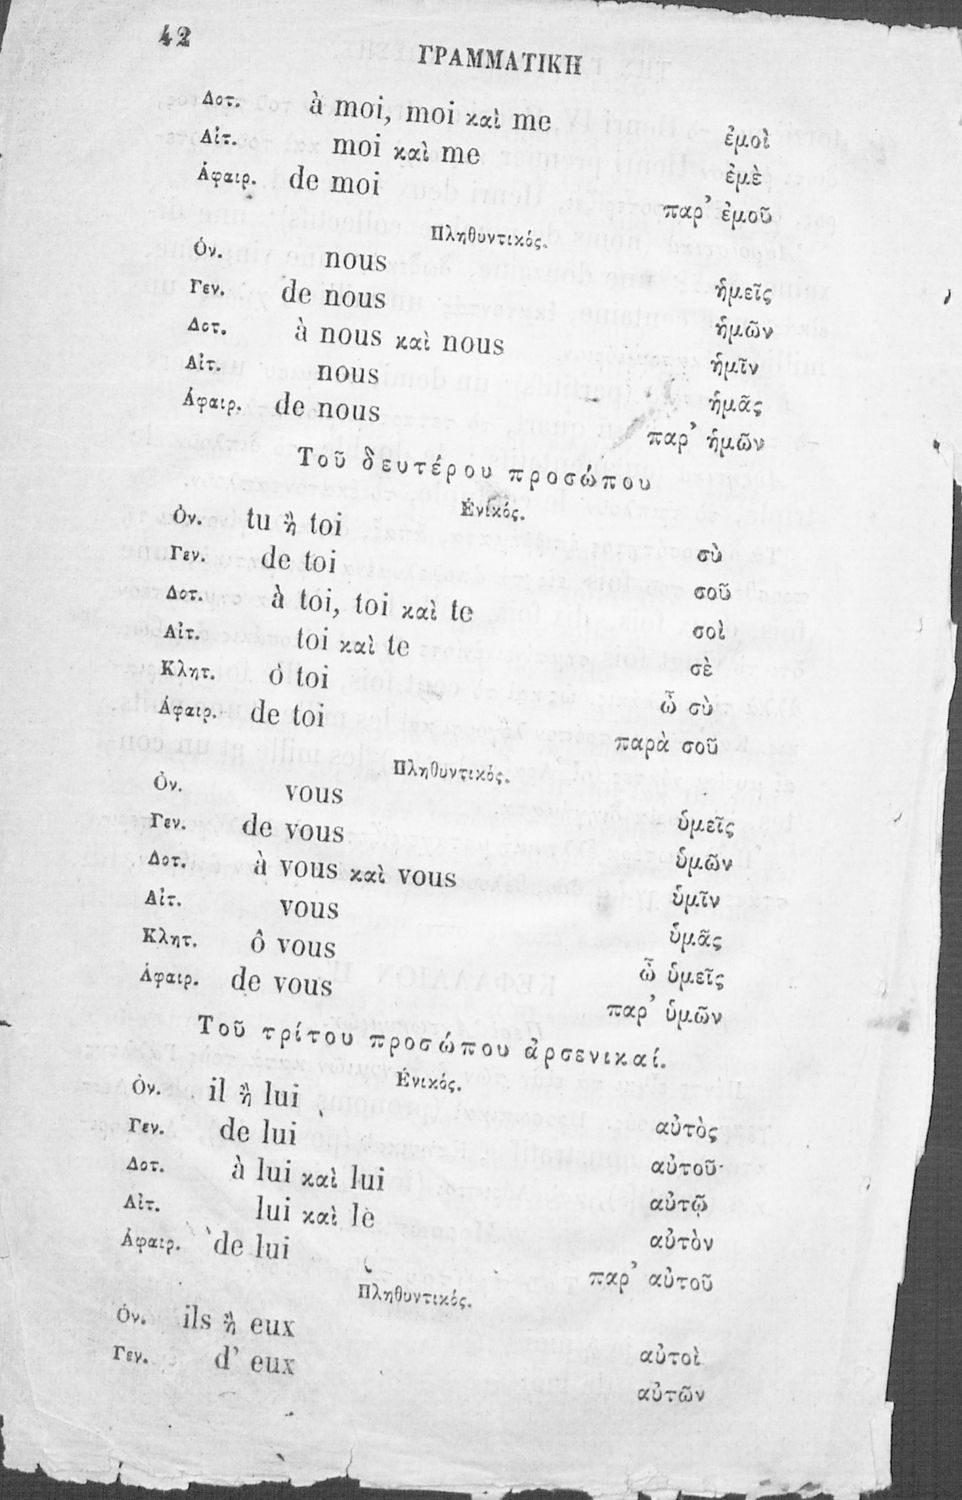 42
ΓΡΑΜΜΑΤΙΚΗ
Δοτ. à moi, moi καὶ me ἐμοὶ
Αἰτ. moi καὶ me ἐμὲ
Ἀφαιρ. de moi παρ’ ἐμοῦ
Πληθυντικός.
Ὀν. nous ἡμεῖς
Γεν. de nous ἡμῶν
Δοτ. à nous καὶ nous ἡμῖν
Αἰτ. nous ἡμᾶς
Ἀφαιρ. de nous παρ’ ἡμῶν
Τοῦ δευτέρου προσώπου
Ἑνικός.
Ὀν. tu ἢ toi σὺ
Γεν. de toi σοῦ
Δοτ. à toi, toi καὶ te σοὶ
Αἰτ. toi καὶ te σὲ
Κλητ. ô toi ὦ σὺ
Ἀφαιρ. de toi παρὰ σοῦ
Πληθυντικός.
Ὀν. vous ὑμεῖς
Γεν. de vous ὑμῶν
Δοτ. à vous καὶ vous ὑμῖν
Αἰτ. vous ὑμᾶς
Κλητ. ô vous ὦ ὑμεῖς
Ἀφαιρ. de vous παρ’ ὑμῶν
Τοῦ τρίτου προσώπου ἀρσενικαί.
Ἑνικός.
Ὀν. il ἢ lui αὐτὸς
Γεν. de lui αὐτοῦ
Δοτ. à lui καὶ lui αὐτῷ
Αἰτ. lui καὶ le αὐτὸν
Ἀφαιρ. de lui παρ’ αὐτοῦ
Πληθυντικός.
Ὀν. ils ἢ eux αὐτοὶ
Γεν. d’ eux αὐτῶν